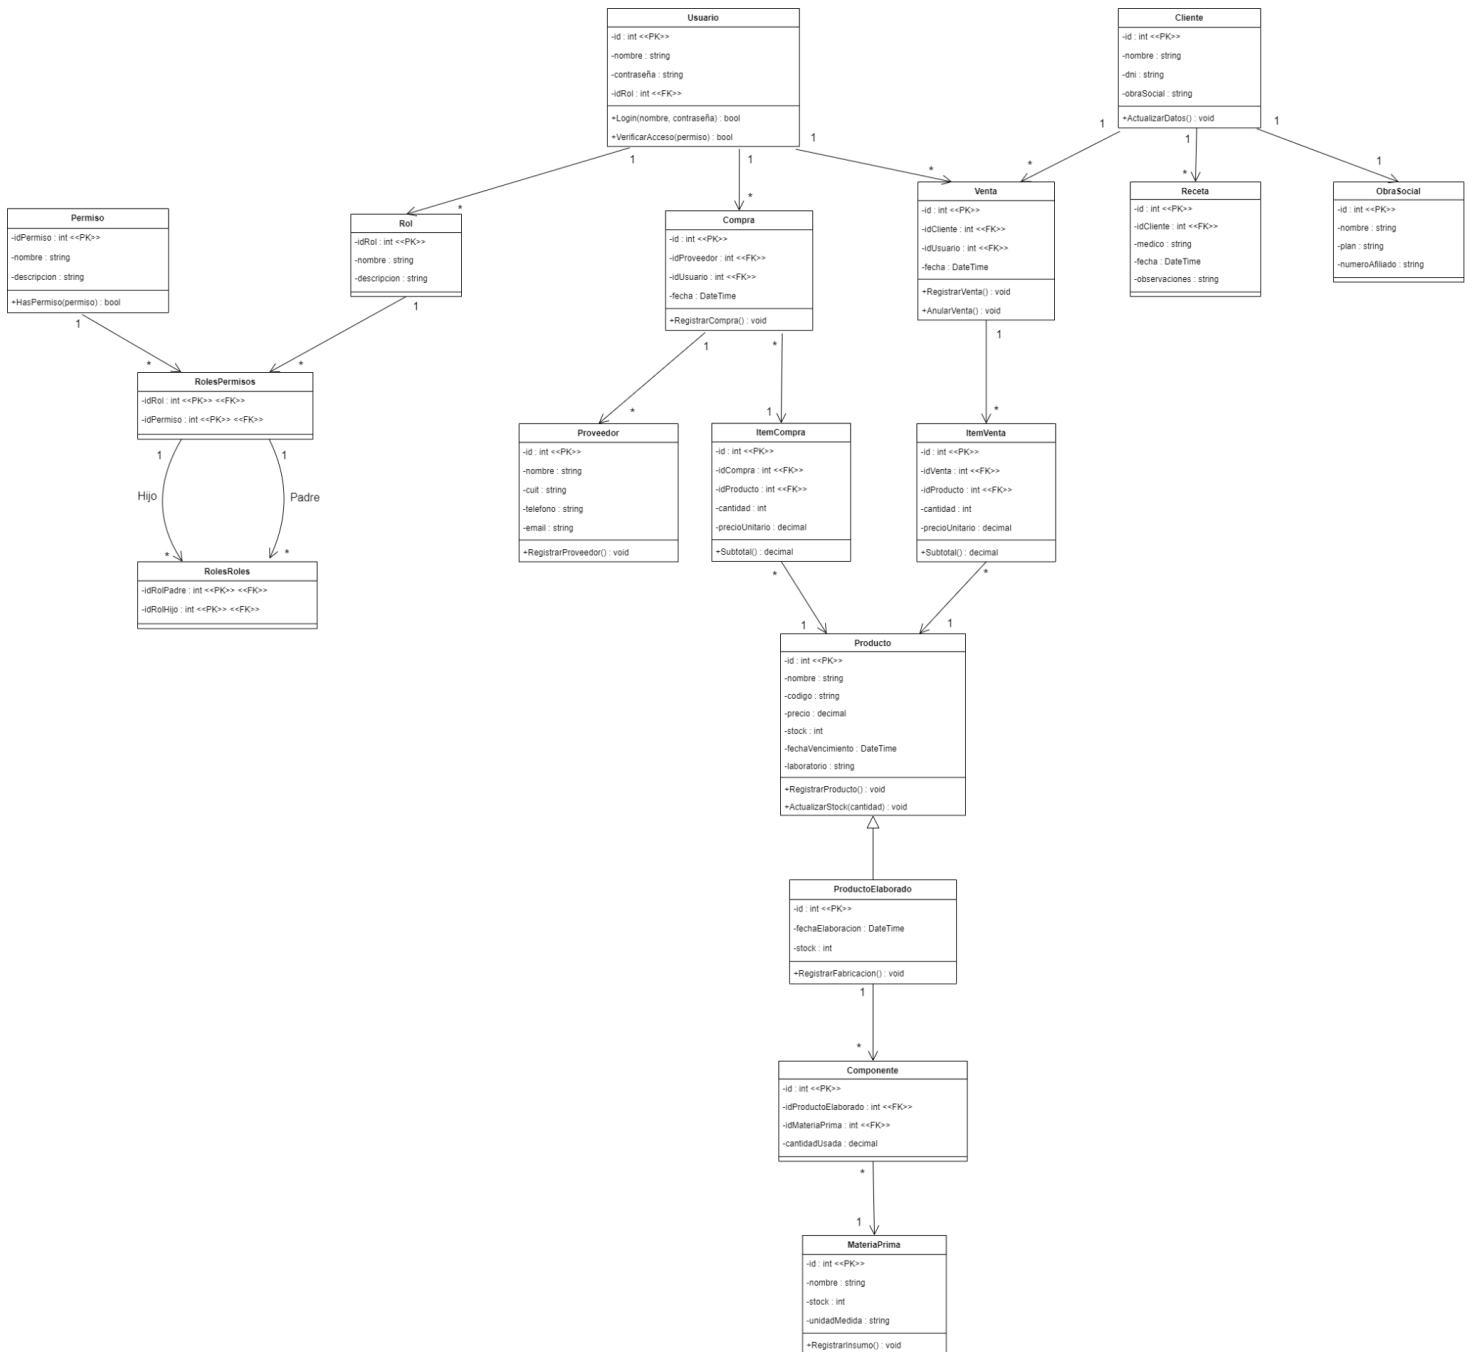 Usuario
-id : int <<PK>>
-nombre : string
-contraseña : string
-idRol : int <<FK>>
+Login(nombre, contraseña) : bool
+VerificarAcceso(permiso) : bool
1
1
1
Cliente
-id : int <<PK>>
-nombre : string
-dni : string
-obraSocial : string
+ActualizarDatos() : void
1
1
1
Permiso
-idPermiso : int <<PK>>
-nombre : string
-descripcion : string
+HasPermiso(permiso) : bool
1
*
*
Rol
-idRol : int <<PK>>
-nombre : string
-descripcion : string
1
*
*
Compra
-id : int <<PK>>
-idProveedor : int <<FK>>
-idUsuario : int <<FK>>
-fecha : DateTime
+RegistrarCompra() : void
1
*
*
*
Venta
-id : int <<PK>>
-idCliente : int <<FK>>
-idUsuario : int <<FK>>
-fecha : DateTime
+RegistrarVenta() : void
+AnularVenta() : void
1
*
Receta
-id : int <<PK>>
-idCliente : int <<FK>>
-medico : string
-fecha : DateTime
-observaciones : string
1
ObraSocial
-id : int <<PK>>
-nombre : string
-plan : string
-numeroAfiliado : string
RolesPermisos
-idRol : int <<PK>> <<FK>>
-idPermiso : int <<PK>> <<FK>>
1
1
Hijo
Padre
*
*
RolesRoles
-idRolPadre : int <<PK>> <<FK>>
-idRolHijo : int <<PK>> <<FK>>
*
Proveedor
-id : int <<PK>>
-nombre : string
-cuit : string
-telefono : string
-email : string
+RegistrarProveedor() : void
1
ItemCompra
-id : int <<PK>>
-idCompra : int <<FK>>
-idProducto : int <<FK>>
-cantidad : int
-precioUnitario : decimal
+Subtotal() : decimal
*
1
*
ItemVenta
-id : int <<PK>>
-idVenta : int <<FK>>
-idProducto : int <<FK>>
-cantidad : int
-precioUnitario : decimal
+Subtotal() : decimal
*
1
Producto
-id : int <<PK>>
-nombre : string
-codigo : string
-precio : decimal
-stock : int
-fechaVencimiento : DateTime
-laboratorio : string
+RegistrarProducto() : void
+ActualizarStock(cantidad) : void
ProductoElaborado
-id : int <<PK>>
-fechaElaboracion : DateTime
-stock : int
+RegistrarFabricacion() : void
1
*
Componente
-id : int <<PK>>
-idProductoElaborado : int <<FK>>
-idMateriaPrima : int <<FK>>
-cantidadUsada : decimal
*
1
MateriaPrima
-id : int <<PK>>
-nombre : string
-stock : int
-unidadMedida : string
+RegistrarInsumo() : void